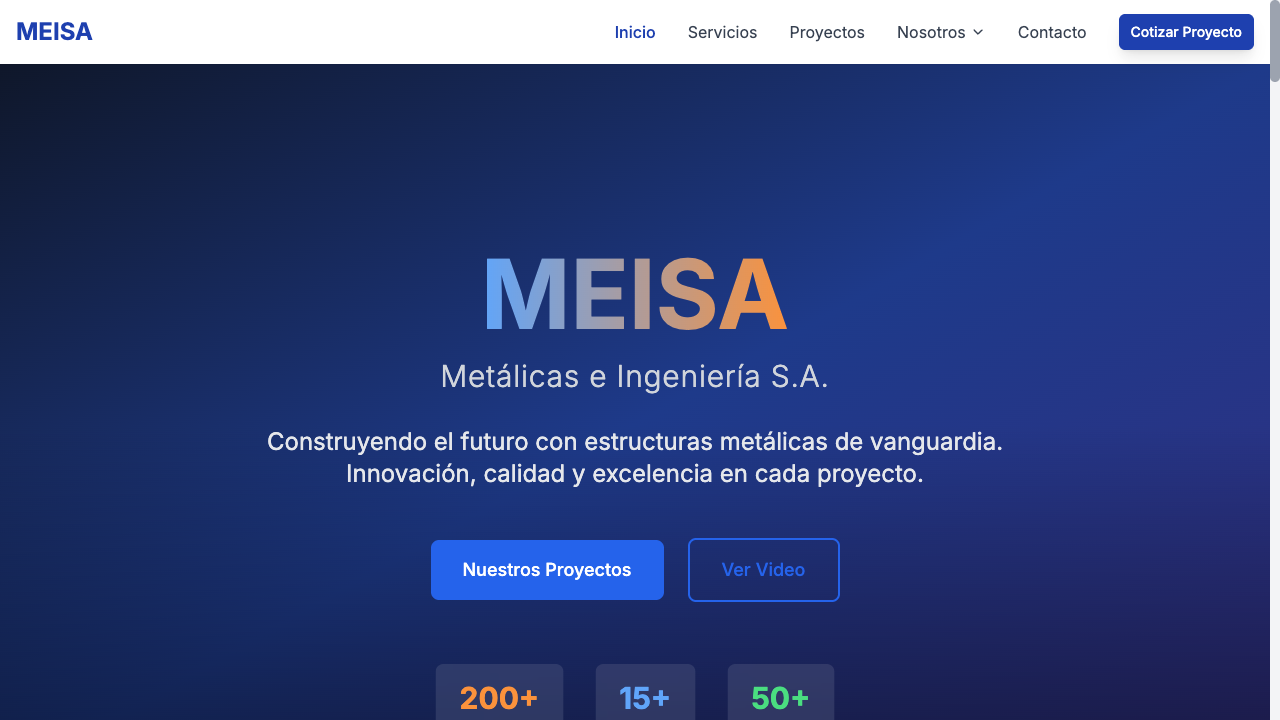 MEISA
Inicio
Servicios
Proyectos
Nosotros
Contacto
Cotizar Proyecto
MEISA
Metálicas e Ingeniería S.A.
Construyendo el futuro con estructuras metálicas de vanguardia.
Innovación, calidad y excelencia en cada proyecto.
Nuestros Proyectos
Ver Video
200+
15+
50+